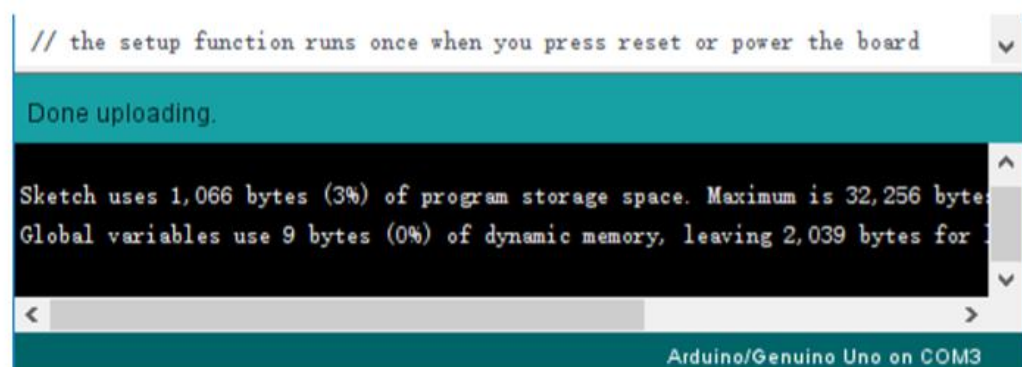 // the setup function runs once when you press reset or power the board
Done uploading.
Sketch uses 1,066 bytes (3%) of program storage space. Maximum is 32,256 byte
Global variables use 9 bytes (0%) of dynamic memory, leaving 2,039 bytes for
Arduino/Genuino Uno on COM3